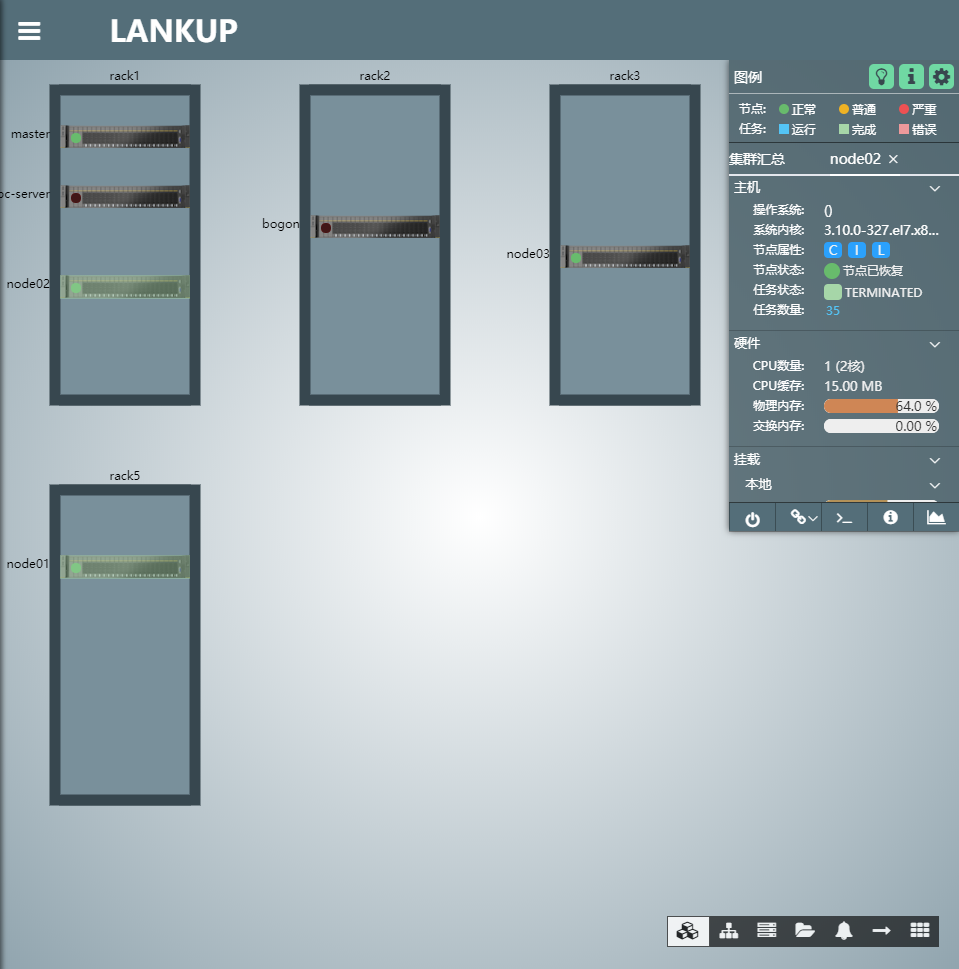 LANKUP
rack1
rack2
rack3
master
bogon
node03
node02
rack5
node01
图例
节点: 正常 普通 严重
任务: 运行 完成 错误
集群汇总 node02 ×
主机
操作系统: ()
系统内核: 3.10.0-327.el7.x8...
节点属性: C I L
节点状态: 节点已恢复
任务状态: TERMINATED
任务数量: 35
硬件
CPU数量: 1 (2核)
CPU缓存: 15.00 MB
物理内存: 64.0 %
交换内存: 0.00 %
挂载
本地